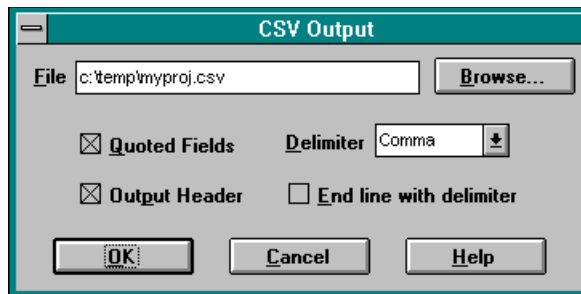 CSV Output
File c:\temp\myproj.csv Browse...
Quoted Fields Delimiter Comma
Output Header End line with delimiter
OK Cancel Help